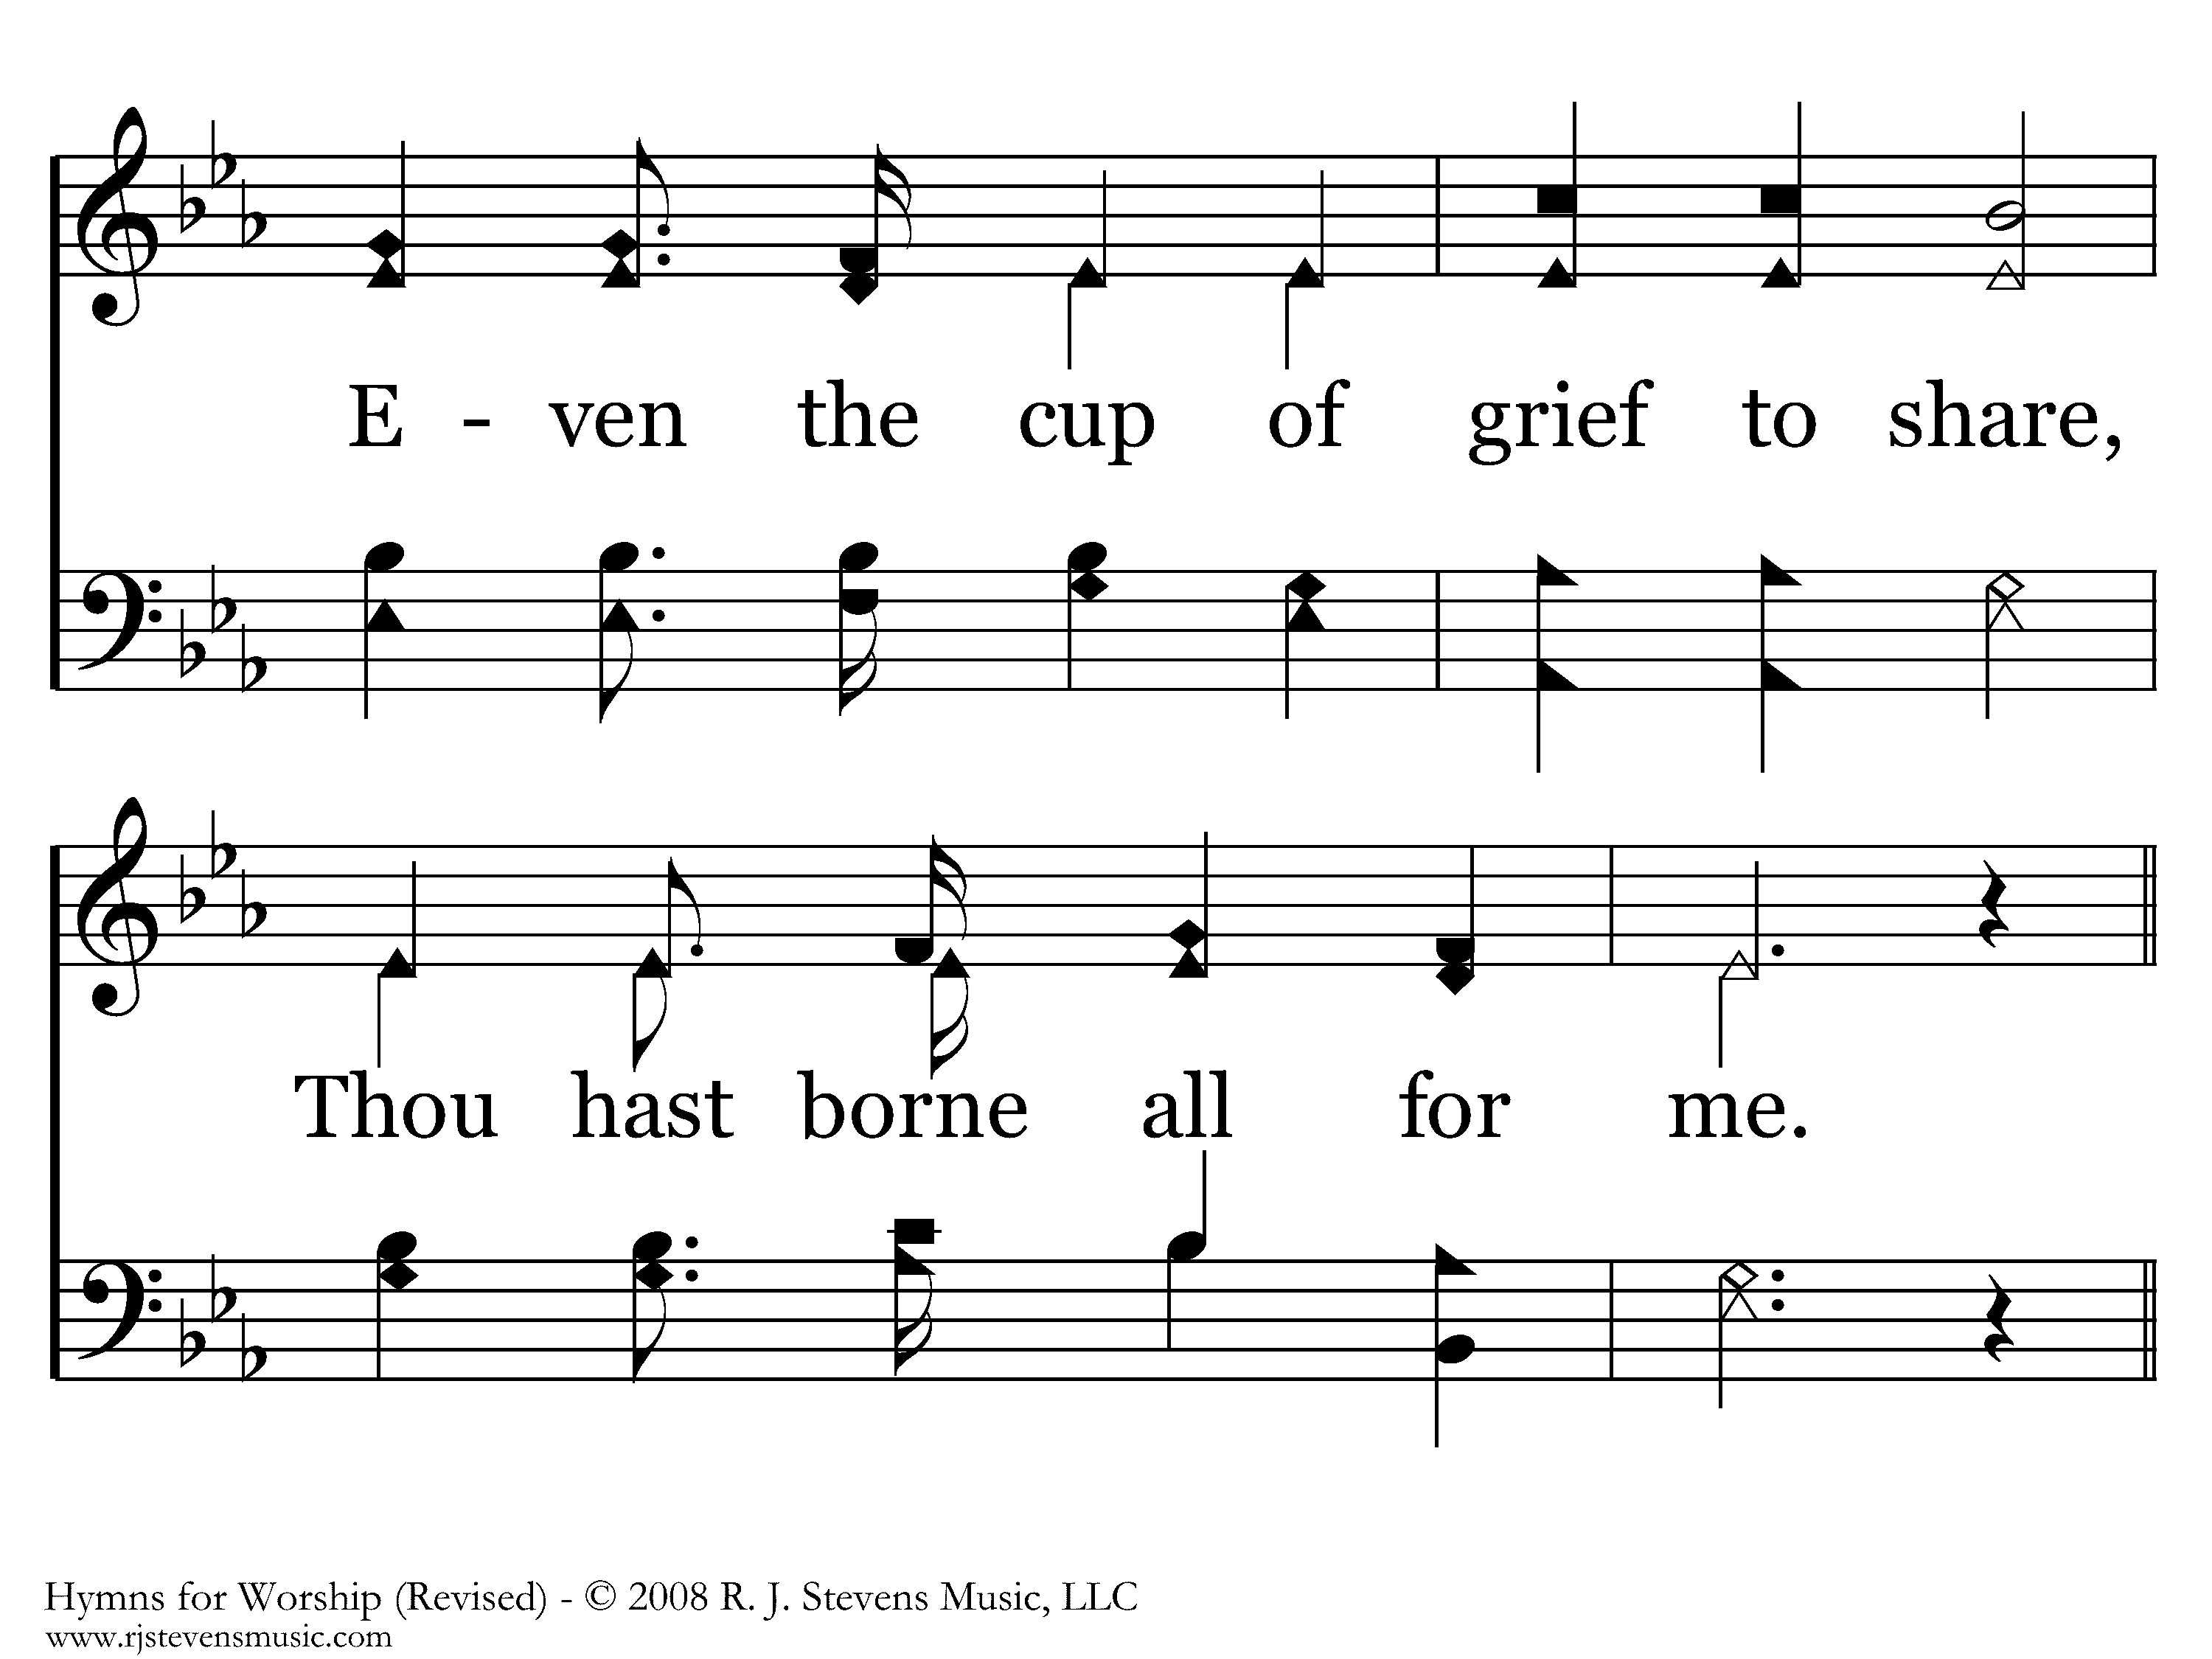 E - ven the cup of grief to share,
Thou hast borne all for me.
Hymns for Worship (Revised) - © 2008 R. J. Stevens Music, LLC
www.rjstevensmusic.com